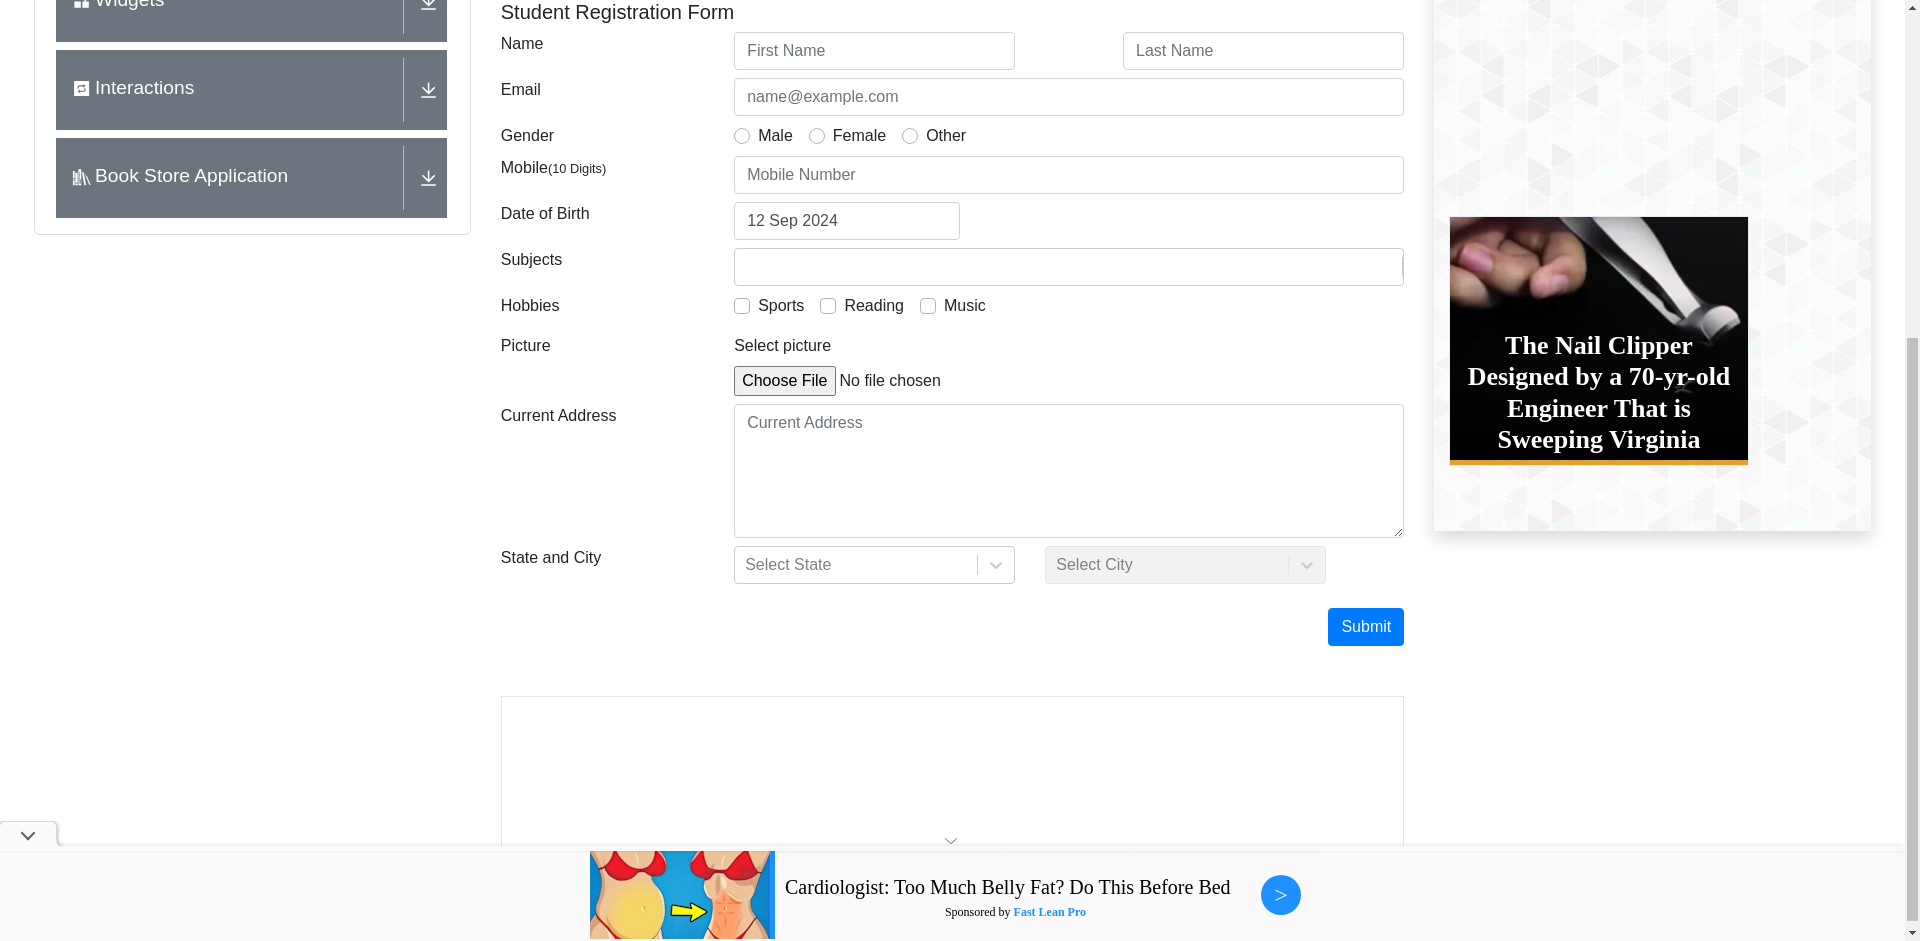 Widgets
Interactions
Book Store Application
Student Registration Form
Name
First Name
Last Name
Email
name@example.com
Gender
Male
Female
Other
Mobile(10 Digits)
Mobile Number
Date of Birth
12 Sep 2024
Subjects
Hobbies
Sports
Reading
Music
Picture
Select picture
Choose File No file chosen
Current Address
Current Address
State and City
Select State
Select City
Submit
The Nail Clipper
Designed by a 70-yr-old
Engineer That is
Sweeping Virginia
Cardiologist: Too Much Belly Fat? Do This Before Bed
Sponsored by Fast Lean Pro
>